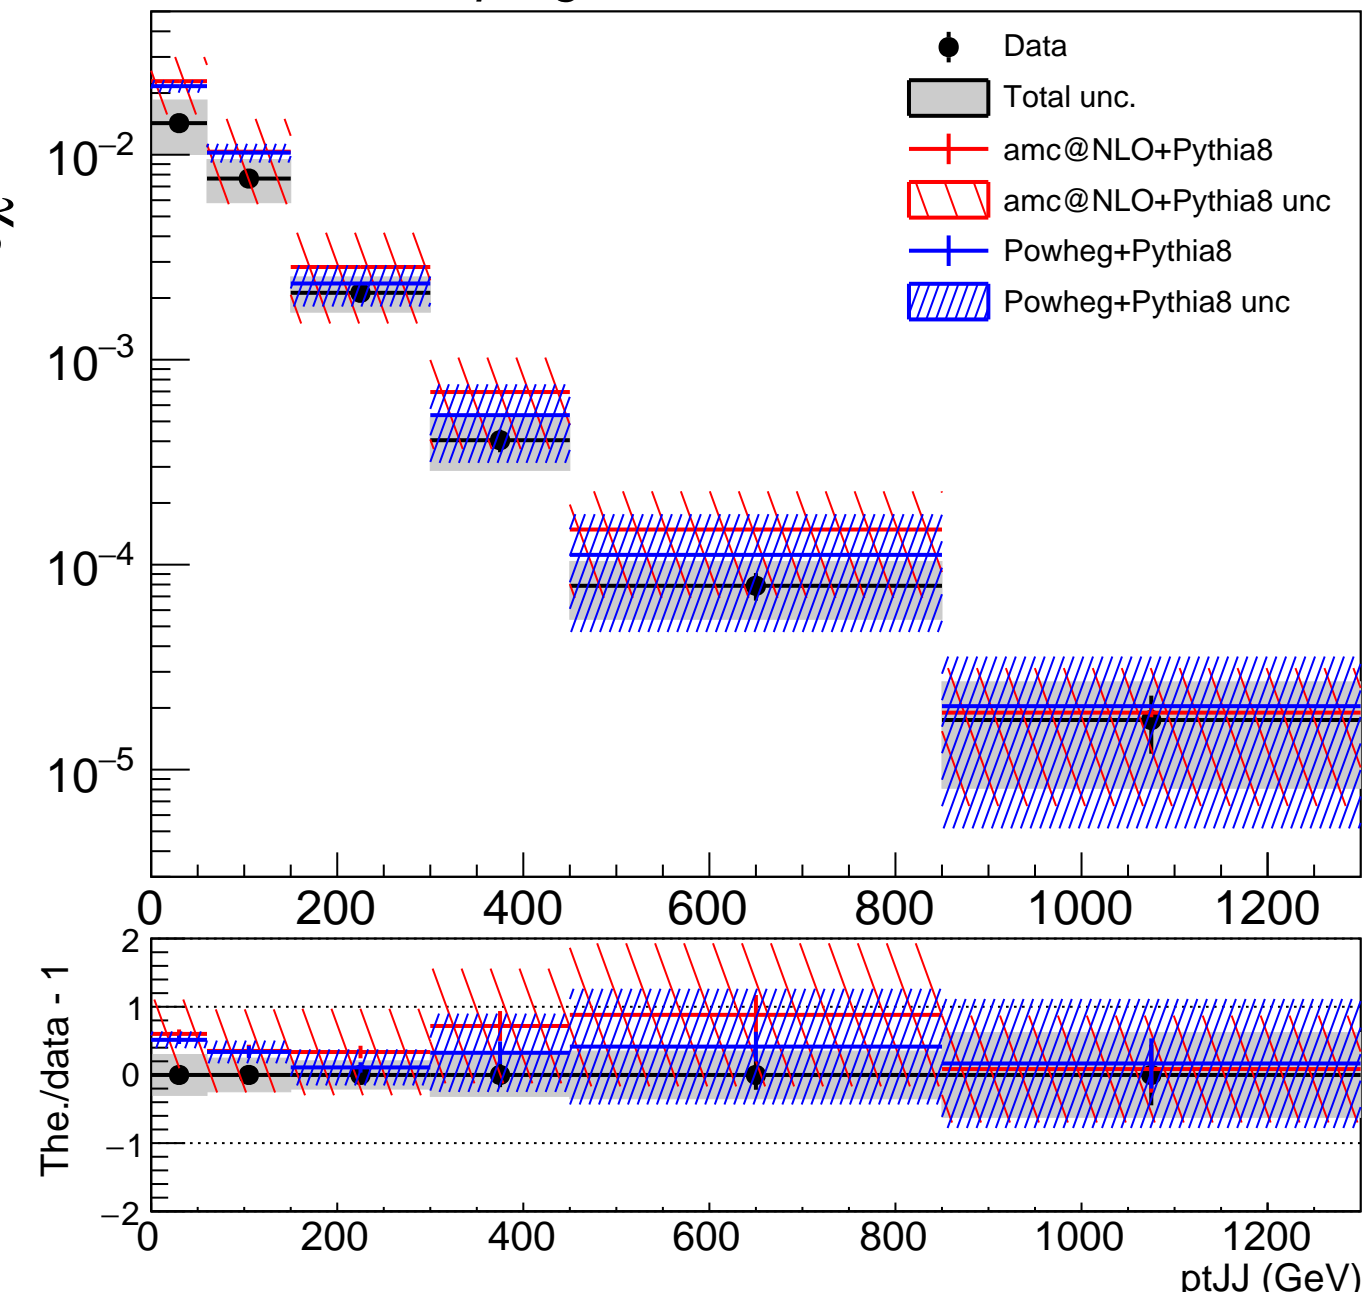 Data
Total unc.
amc@NLO+Pythia8
amc@NLO+Pythia8 unc
Powheg+Pythia8
Powheg+Pythia8 unc
10−2
10−3
10−4
10−5
0 200 400 600 800 1000 1200
The./data - 1
2
1
0
−1
−2
0 200 400 600 800 1000 1200
ptJJ (GeV)